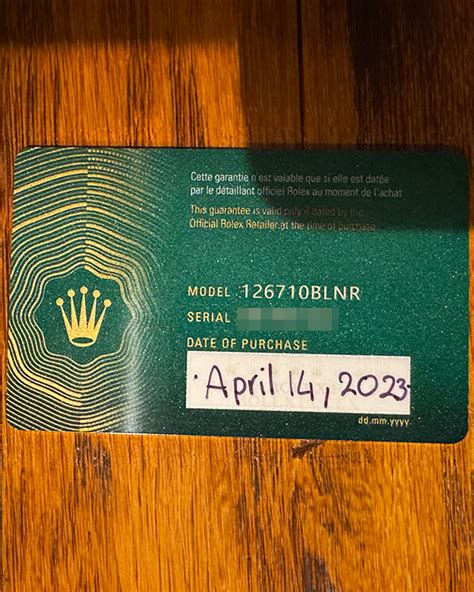 Cette garantie n'est valable que si elle est datée
par le détaillant officiel Rolex au moment de l'achat
This guarantee is valid only if dated by the
Official Rolex Retailer at the time of purchase
MODEL 126710BLNR
SERIAL
DATE OF PURCHASE
April 14, 2023
dd.mm.yyyy